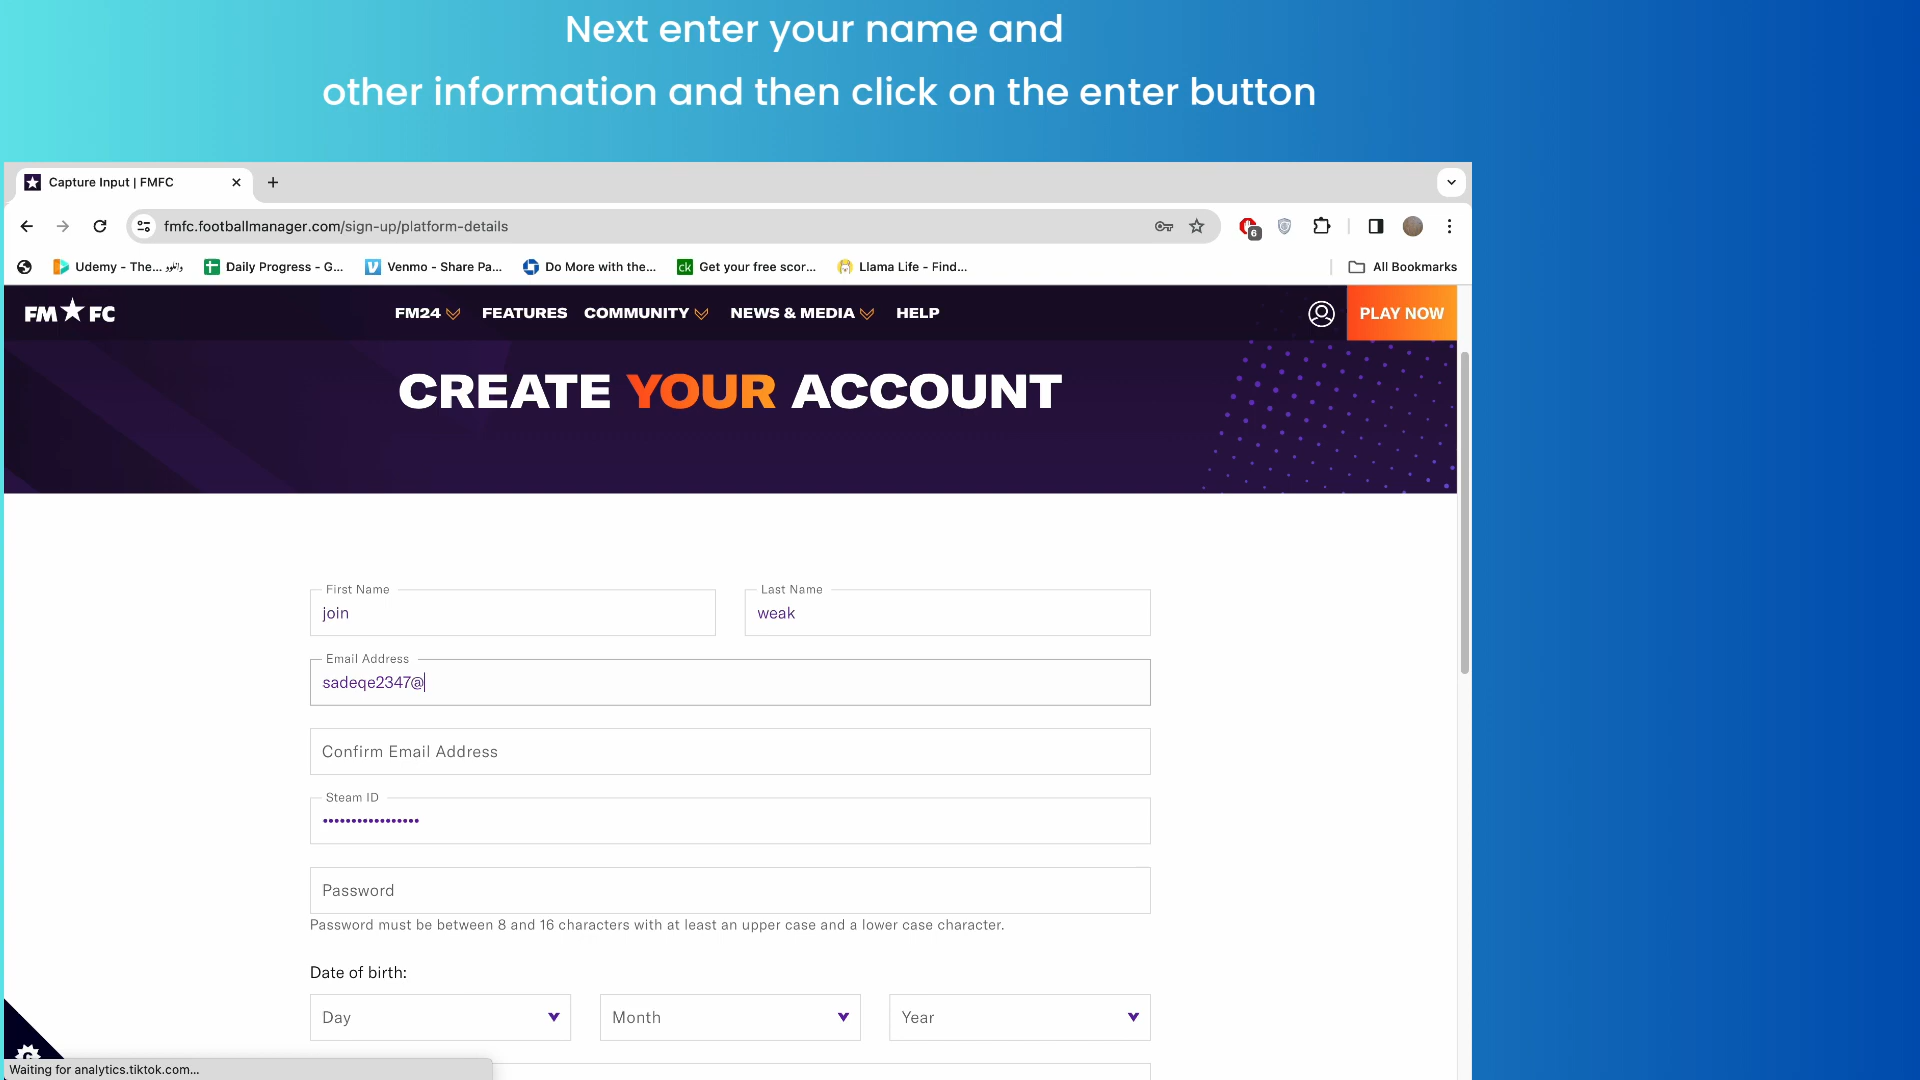 Next enter your name and
other information and then click on the enter button
Capture Input | FMFC
fmfc.footballmanager.com/sign-up/platform-details
6
Udemy - The... دانلود
Daily Progress - G...
Venmo - Share Pa...
Do More with the...
ck Get your free scor...
Llama Life - Find...
All Bookmarks
FM FC
FM24
FEATURES
COMMUNITY
NEWS & MEDIA
HELP
PLAY NOW
CREATE YOUR ACCOUNT
First Name
join
Last Name
weak
Email Address
sadeqe2347@
Confirm Email Address
Steam ID
•••••••••••••••••
Password
Password must be between 8 and 16 characters with at least an upper case and a lower case character.
Date of birth:
Day
Month
Year
Waiting for analytics.tiktok.com...